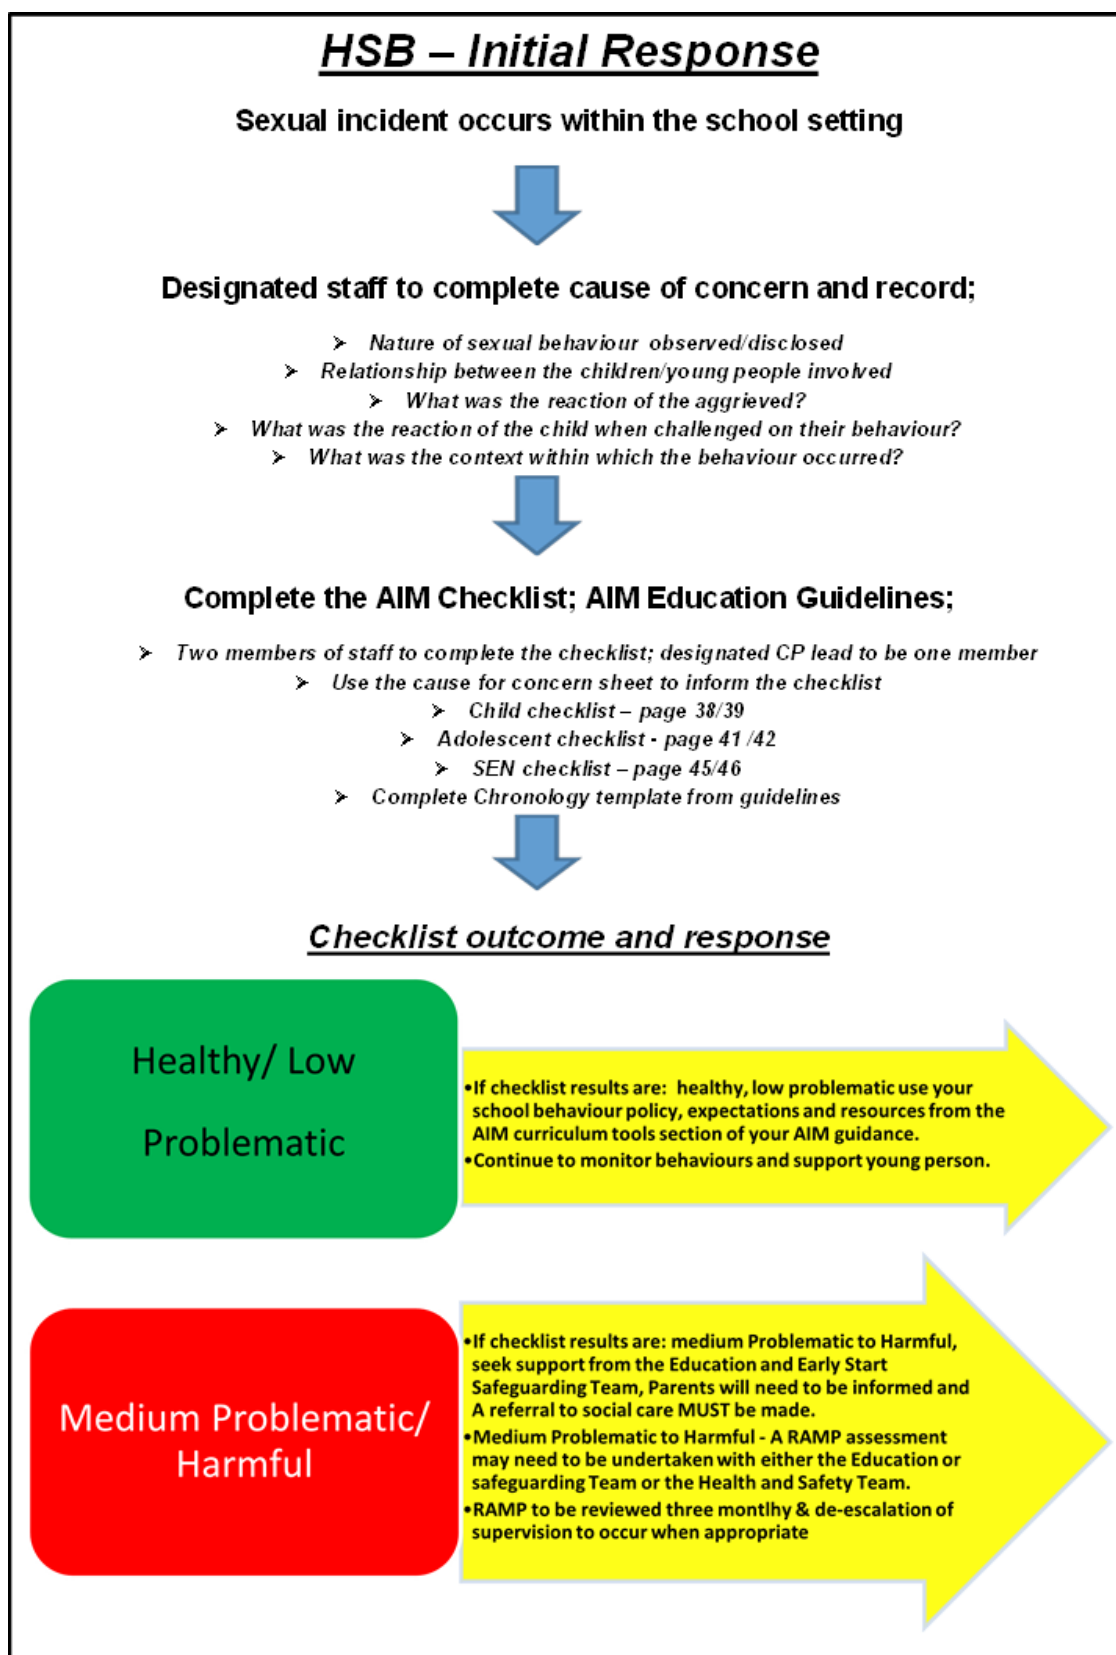 HSB – Initial Response
Sexual incident occurs within the school setting
Designated staff to complete cause of concern and record;
➢ Nature of sexual behaviour observed/disclosed
➢ Relationship between the children/young people involved
➢ What was the reaction of the aggrieved?
➢ What was the reaction of the child when challenged on their behaviour?
➢ What was the context within which the behaviour occurred?
Complete the AIM Checklist; AIM Education Guidelines;
➢ Two members of staff to complete the checklist; designated CP lead to be one member
➢ Use the cause for concern sheet to inform the checklist
➢ Child checklist – page 38/39
➢ Adolescent checklist - page 41/42
➢ SEN checklist – page 45/46
➢ Complete Chronology template from guidelines
Checklist outcome and response
Healthy/ Low
Problematic
•If checklist results are: healthy, low problematic use your
school behaviour policy, expectations and resources from the
AIM curriculum tools section of your AIM guidance.
•Continue to monitor behaviours and support young person.
Medium Problematic/
Harmful
•If checklist results are: medium Problematic to Harmful,
seek support from the Education and Early Start
Safeguarding Team, Parents will need to be informed and
A referral to social care MUST be made.
•Medium Problematic to Harmful - A RAMP assessment
may need to be undertaken with either the Education or
safeguarding Team or the Health and Safety Team.
•RAMP to be reviewed three montlhy & de-escalation of
supervision to occur when appropriate